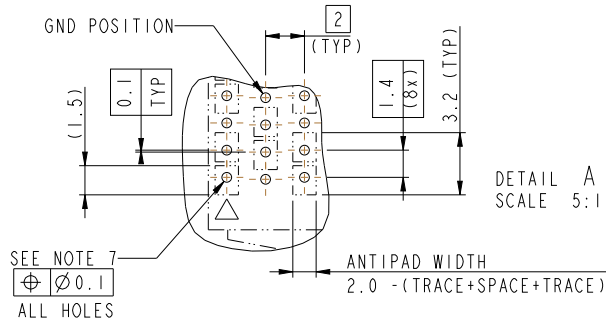 GND POSITION
2
(TYP)
0.1
TYP
(1.5)
1.4
(8x)
3.2 (TYP)
DETAIL A
SCALE 5:1
SEE NOTE 7
⌖ Ø0.1
ALL HOLES
ANTIPAD WIDTH
2.0 -(TRACE+SPACE+TRACE)